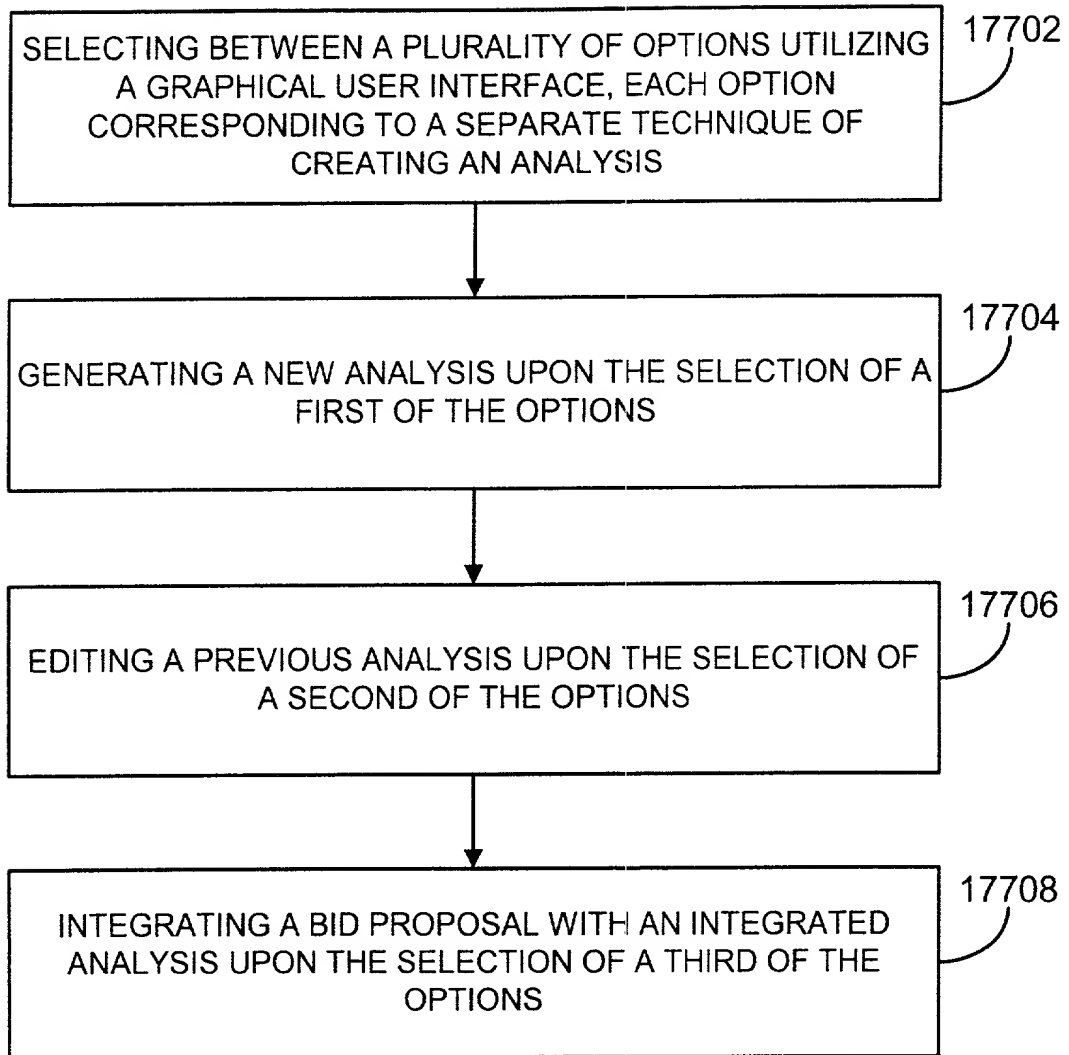 SELECTING BETWEEN A PLURALITY OF OPTIONS UTILIZING
A GRAPHICAL USER INTERFACE, EACH OPTION
CORRESPONDING TO A SEPARATE TECHNIQUE OF
CREATING AN ANALYSIS
17702
GENERATING A NEW ANALYSIS UPON THE SELECTION OF A
FIRST OF THE OPTIONS
17704
EDITING A PREVIOUS ANALYSIS UPON THE SELECTION OF
A SECOND OF THE OPTIONS
17706
INTEGRATING A BID PROPOSAL WITH AN INTEGRATED
ANALYSIS UPON THE SELECTION OF A THIRD OF THE
OPTIONS
17708